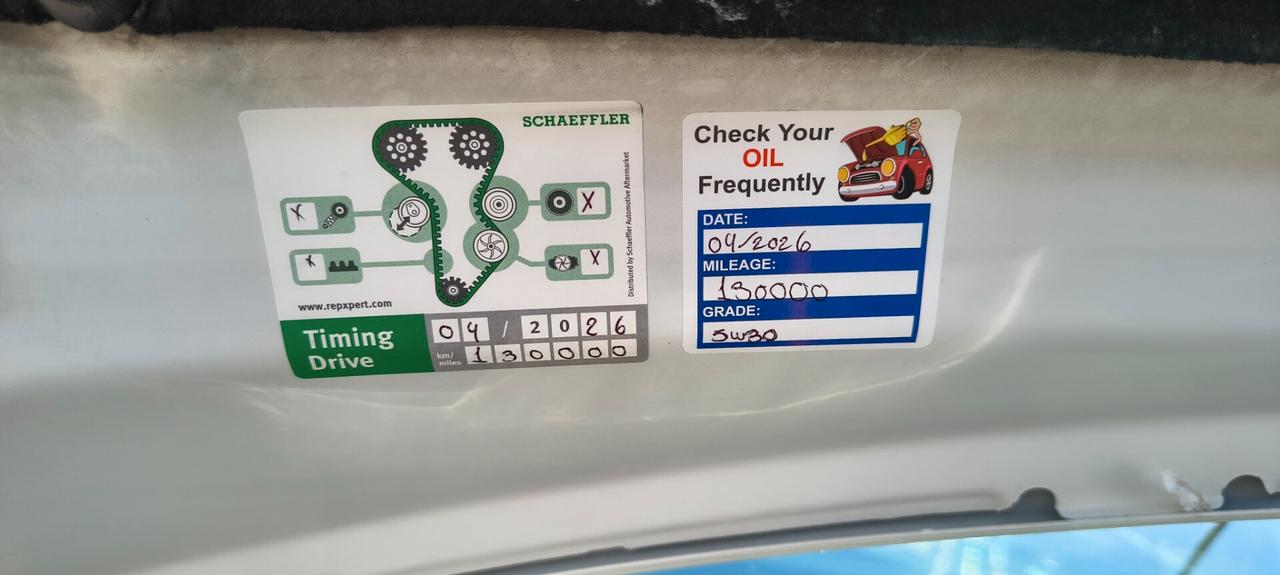 SCHAEFFLER
X
X
X
X
Distributed by Schaeffler Automotive Aftermarket
www.repxpert.com
Timing
Drive
04/2026
km/
miles
130000
Check Your
OIL
Frequently
DATE:
04/2026
MILEAGE:
130000
GRADE:
5w30